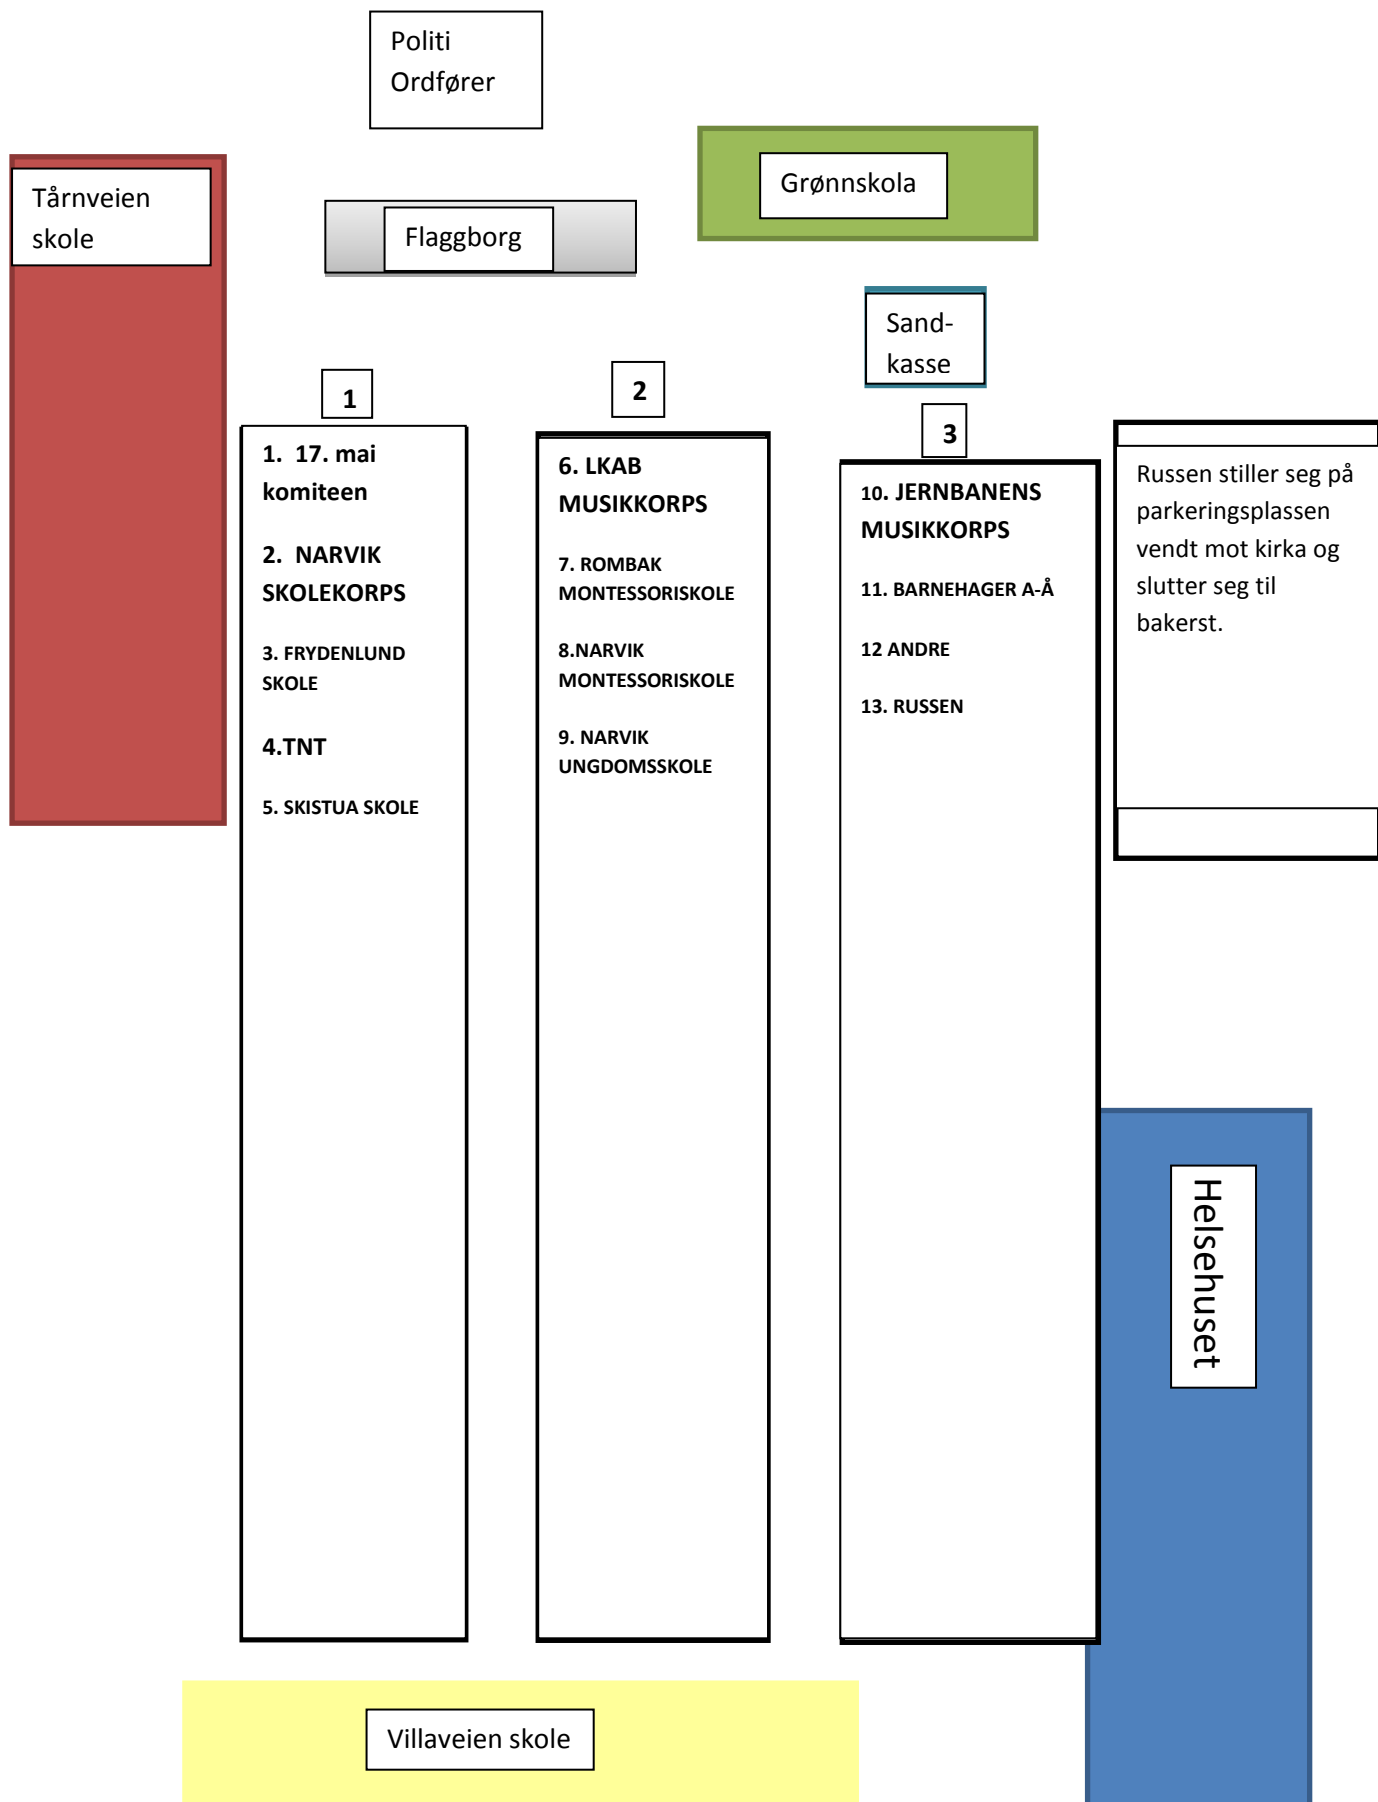 Politi
Ordfører
Grønnskola
Tårnveien
skole
Flaggborg
Sand-
kasse
1
2
3
1.  17. mai
komiteen
2.  NARVIK
SKOLEKORPS
3. FRYDENLUND
SKOLE
4.TNT
5. SKISTUA SKOLE
6. LKAB
MUSIKKORPS
7. ROMBAK
MONTESSORISKOLE
8.NARVIK
MONTESSORISKOLE
9. NARVIK
UNGDOMSSKOLE
10. JERNBANENS
MUSIKKORPS
11. BARNEHAGER A-Å
12 ANDRE
13. RUSSEN
Russen stiller seg på
parkeringsplassen
vendt mot kirka og
slutter seg til
bakerst.
Helsehuset
Villaveien skole